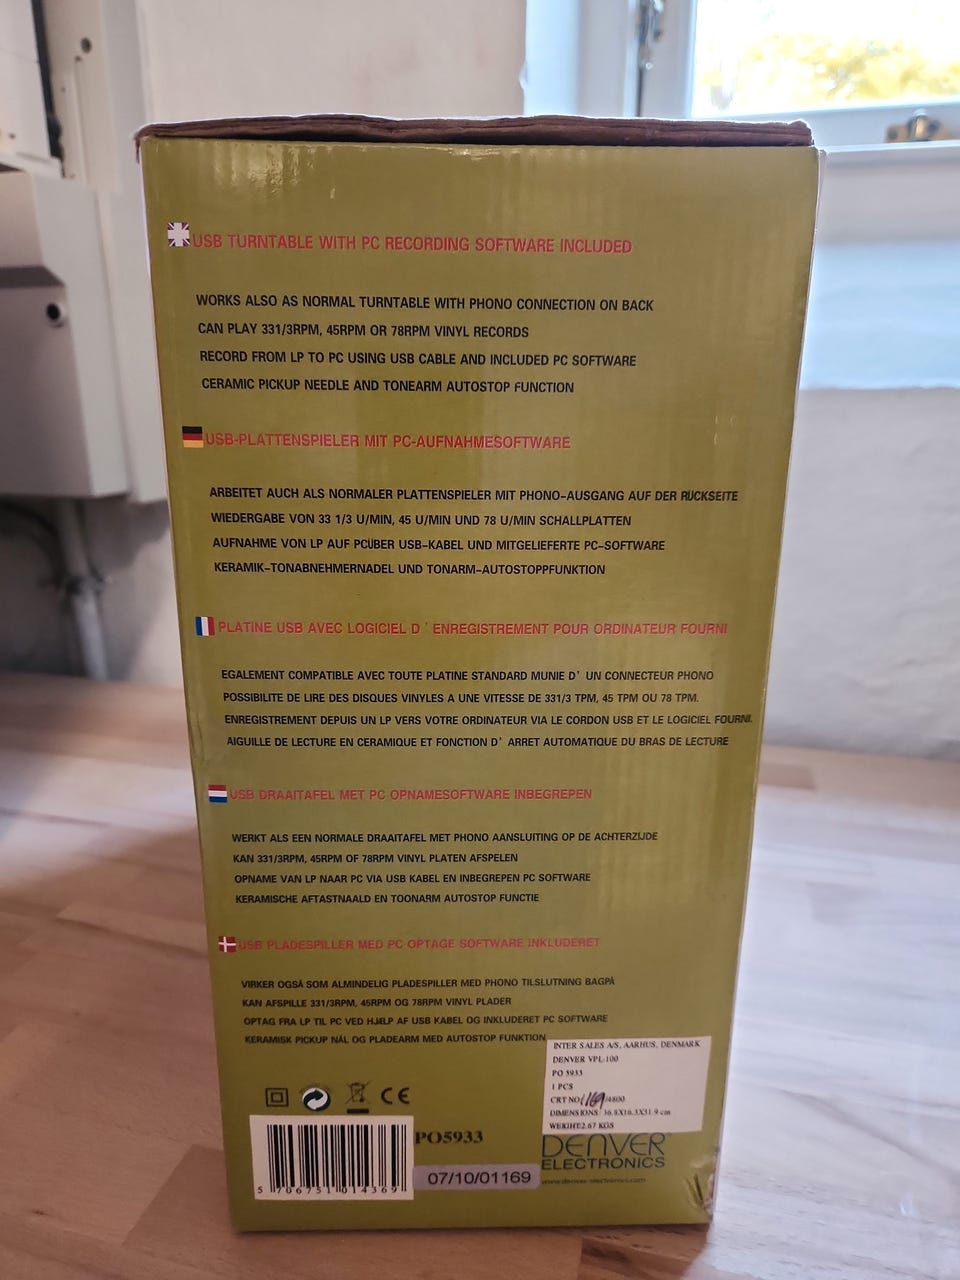 USB TURNTABLE WITH PC RECORDING SOFTWARE INCLUDED
WORKS ALSO AS NORMAL TURNTABLE WITH PHONO CONNECTION ON BACK
CAN PLAY 331/3RPM, 45RPM OR 78RPM VINYL RECORDS
RECORD FROM LP TO PC USING USB CABLE AND INCLUDED PC SOFTWARE
CERAMIC PICKUP NEEDLE AND TONEARM AUTOSTOP FUNCTION
USB-PLATTENSPIELER MIT PC-AUFNAHMESOFTWARE
ARBEITET AUCH ALS NORMALER PLATTENSPIELER MIT PHONO-AUSGANG AUF DER RÜCKSEITE
WIEDERGABE VON 33 1/3 U/MIN, 45 U/MIN UND 78 U/MIN SCHALLPLATTEN
AUFNAHME VON LP AUF PCÜBER USB-KABEL UND MITGELIEFERTE PC-SOFTWARE
KERAMIK-TONABNEHMERNADEL UND TONARM-AUTOSTOPPFUNKTION
PLATINE USB AVEC LOGICIEL D ' ENREGISTREMENT POUR ORDINATEUR FOURNI
EGALEMENT COMPATIBLE AVEC TOUTE PLATINE STANDARD MUNIE D' UN CONNECTEUR PHONO
POSSIBILITE DE LIRE DES DISQUES VINYLES A UNE VITESSE DE 331/3 TPM, 45 TPM OU 78 TPM.
ENREGISTREMENT DEPUIS UN LP VERS VOTRE ORDINATEUR VIA LE CORDON USB ET LE LOGICIEL FOURNI.
AIGUILLE DE LECTURE EN CERAMIQUE ET FONCTION D' ARRET AUTOMATIQUE DU BRAS DE LECTURE
USB DRAAITAFEL MET PC OPNAMESOFTWARE INBEGREPEN
WERKT ALS EEN NORMALE DRAAITAFEL MET PHONO AANSLUITING OP DE ACHTERZIJDE
KAN 331/3RPM, 45RPM OF 78RPM VINYL PLATEN AFSPELEN
OPNAME VAN LP NAAR PC VIA USB KABEL EN INBEGREPEN PC SOFTWARE
KERAMISCHE AFTASTNAALD EN TOONARM AUTOSTOP FUNCTIE
USB PLADESPILLER MED PC OPTAGE SOFTWARE INKLUDERET
VIRKER OGSÅ SOM ALMINDELIG PLADESPILLER MED PHONO TILSLUTNING BAGPÅ
KAN AFSPILLE 331/3RPM, 45RPM OG 78RPM VINYL PLADER
OPTAG FRA LP TIL PC VED HJÆLP AF USB KABEL OG INKLUDERET PC SOFTWARE
KERAMISK PICKUP NÅL OG PLADEARM MED AUTOSTOP FUNKTION
INTER SALES A/S, AARHUS, DENMARK
DENVER VPL-100
PO 5933
1 PCS
CRT NO: 1169/4800
DIMENSIONS: 36.8X16.3X31.9 cm
WEKIHT:2.67 KGS
CE
PO5933
DENVER
ELECTRONICS
www.denver-electronics.com
07/10/01169
5 706751 014369